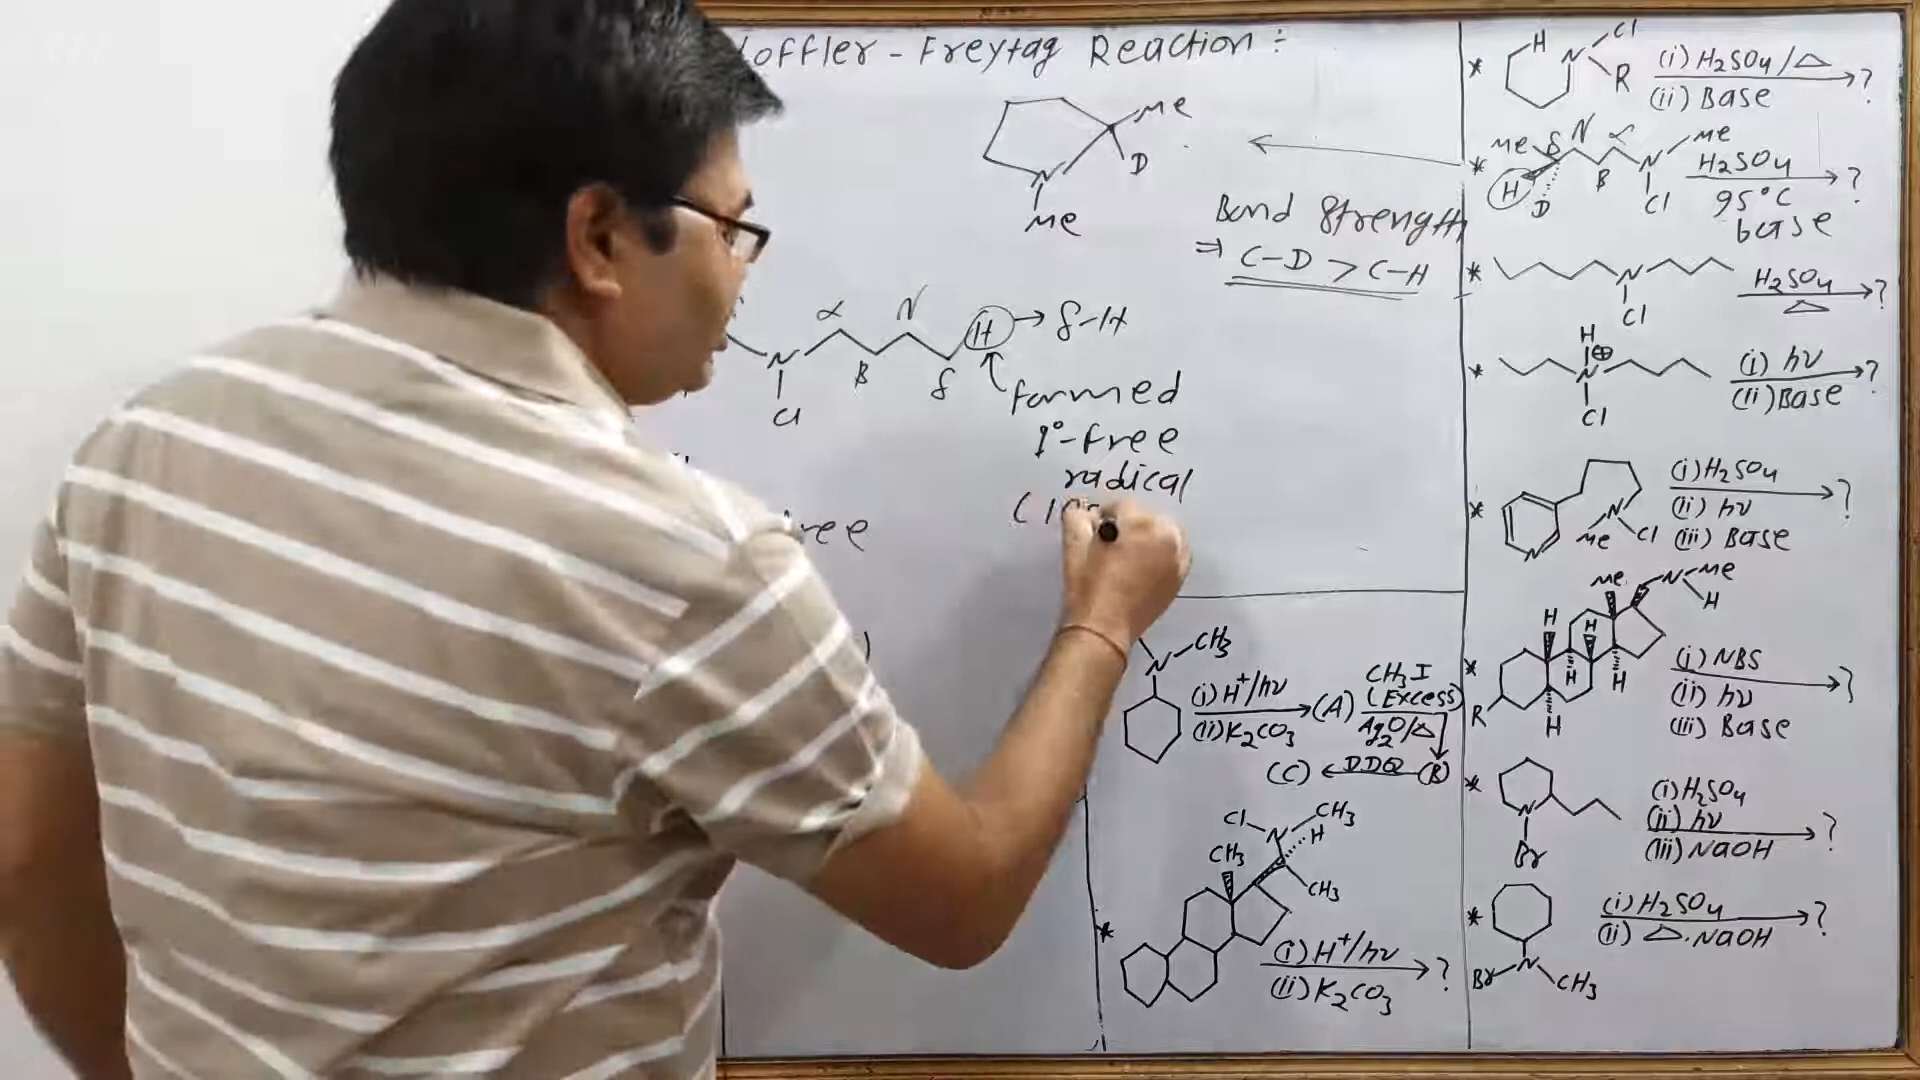 offler - Freytag Reaction :
Me
D
N
Me
Bond Strength
⇒ C-D > C-H
α
γ
H → δ-H
N
β
δ
Cl
formed
1°-free
radical
ree
N-CH3
(i) H+/hν
(ii) K2CO3
(A)
CH3I
(Excess)
Ag2O/△
(C) ← DDQ (B)
Cl
N
CH3
H
CH3
CH3
*
(i) H+/hν
(ii) K2CO3
?
*
H
N
Cl
R
(i) H2SO4/△
(ii) Base
?
*
Me
δ
γ
α
Me
H
D
β
N
Cl
H2SO4
95°C
base
?
*
N
Cl
H2SO4
△
?
*
H
⊕
N
Cl
(i) hν
(ii) Base
?
*
N
N
Me
Cl
(i) H2SO4
(ii) hν
(iii) Base
?
*
Me
N-Me
H
H
H
H
H
H
R
(i) NBS
(ii) hν
(iii) Base
?
*
N
Br
(i) H2SO4
(ii) hν
(iii) NaOH
?
*
Br
N
CH3
(i) H2SO4
(ii) △.NaOH
?